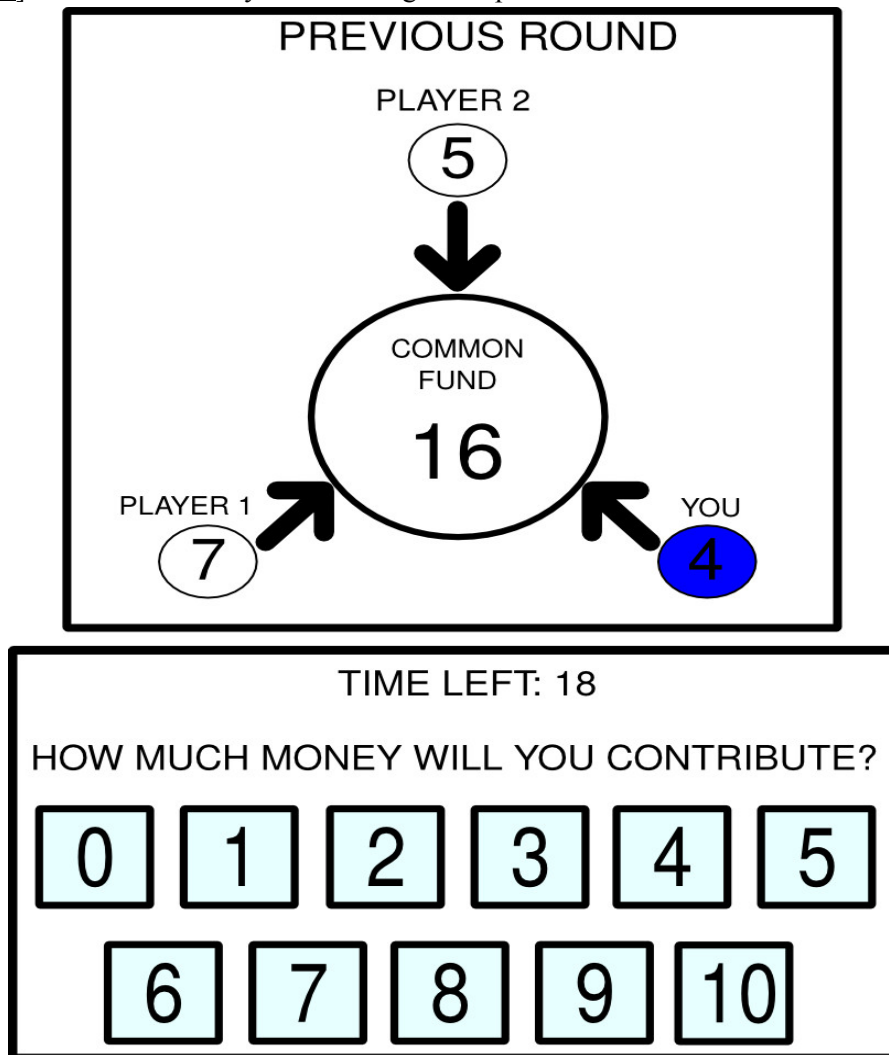 PREVIOUS ROUND
PLAYER 2
5
COMMON
FUND
16
PLAYER 1
7
YOU
4
TIME LEFT: 18
HOW MUCH MONEY WILL YOU CONTRIBUTE?
0 1 2 3 4 5
6 7 8 9 10